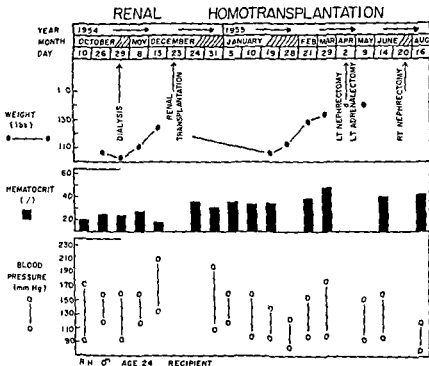 RENAL HOMOTRANSPLANTATION
YEAR 1954 1955
MONTH OCTOBER NOV DECEMBER JANUARY FEB MAR APR MAY JUNE AUG
DAY 10 26 29 8 13 23 24 31 5 10 19 28 21 29 2 9 14 20 16
WEIGHT
(lbs)
130
110
DIALYSIS
RENAL
TRANSPLANTATION
LT NEPHRECTOMY
LT ADRENALECTOMY
RT NEPHRECTOMY
HEMATOCRIT
(/)
60
40
20
BLOOD
PRESSURE
(mm Hg)
230
210
190
170
150
130
110
90
R H ♂ AGE 24 RECIPIENT